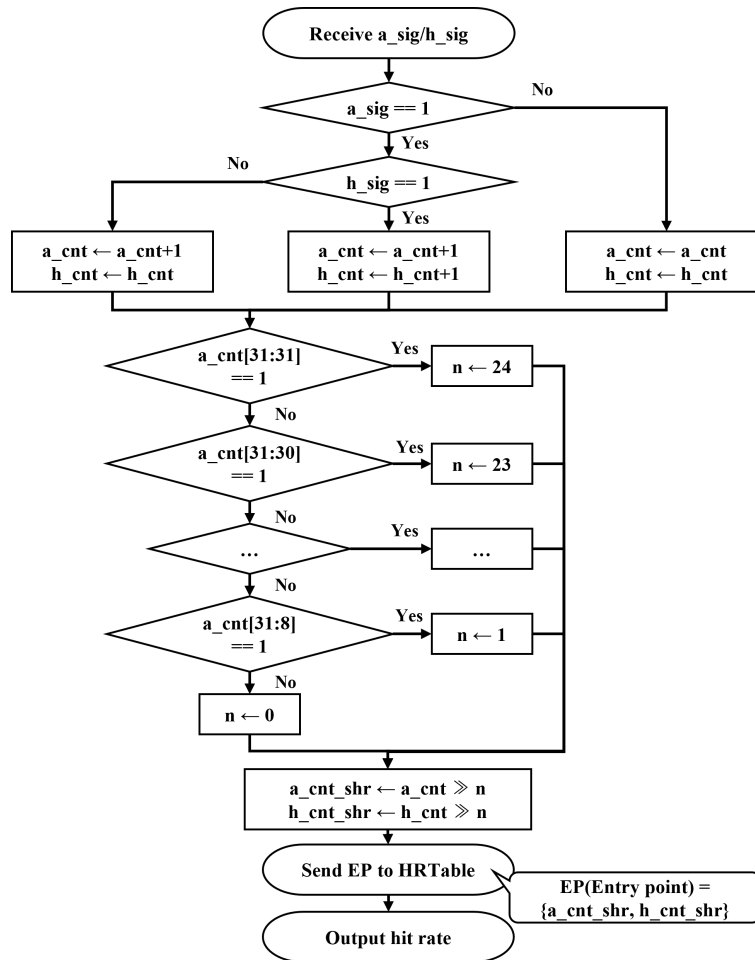 Receive a_sig/h_sig
a_sig == 1
No
Yes
No
h_sig == 1
Yes
a_cnt ← a_cnt+1
h_cnt ← h_cnt
a_cnt ← a_cnt+1
h_cnt ← h_cnt+1
a_cnt ← a_cnt
h_cnt ← h_cnt
a_cnt[31:31]
== 1
Yes
n ← 24
No
a_cnt[31:30]
== 1
Yes
n ← 23
No
...
Yes
...
No
a_cnt[31:8]
== 1
Yes
n ← 1
No
n ← 0
a_cnt_shr ← a_cnt ≫ n
h_cnt_shr ← h_cnt ≫ n
Send EP to HRTable
EP(Entry point) =
{a_cnt_shr, h_cnt_shr}
Output hit rate